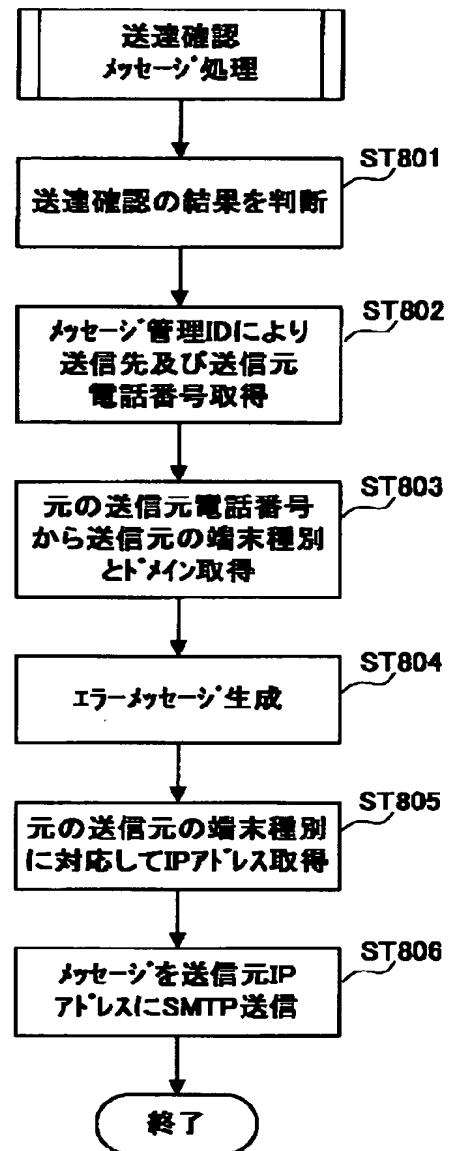 送達確認
メッセージ処理
ST801
送達確認の結果を判断
ST802
メッセージ管理IDにより
送信先及び送信元
電話番号取得
ST803
元の送信元電話番号
から送信元の端末種別
とドメイン取得
ST804
エラーメッセージ生成
ST805
元の送信元の端末種別
に対応してIPアドレス取得
ST806
メッセージを送信元IP
アドレスにSMTP送信
終了